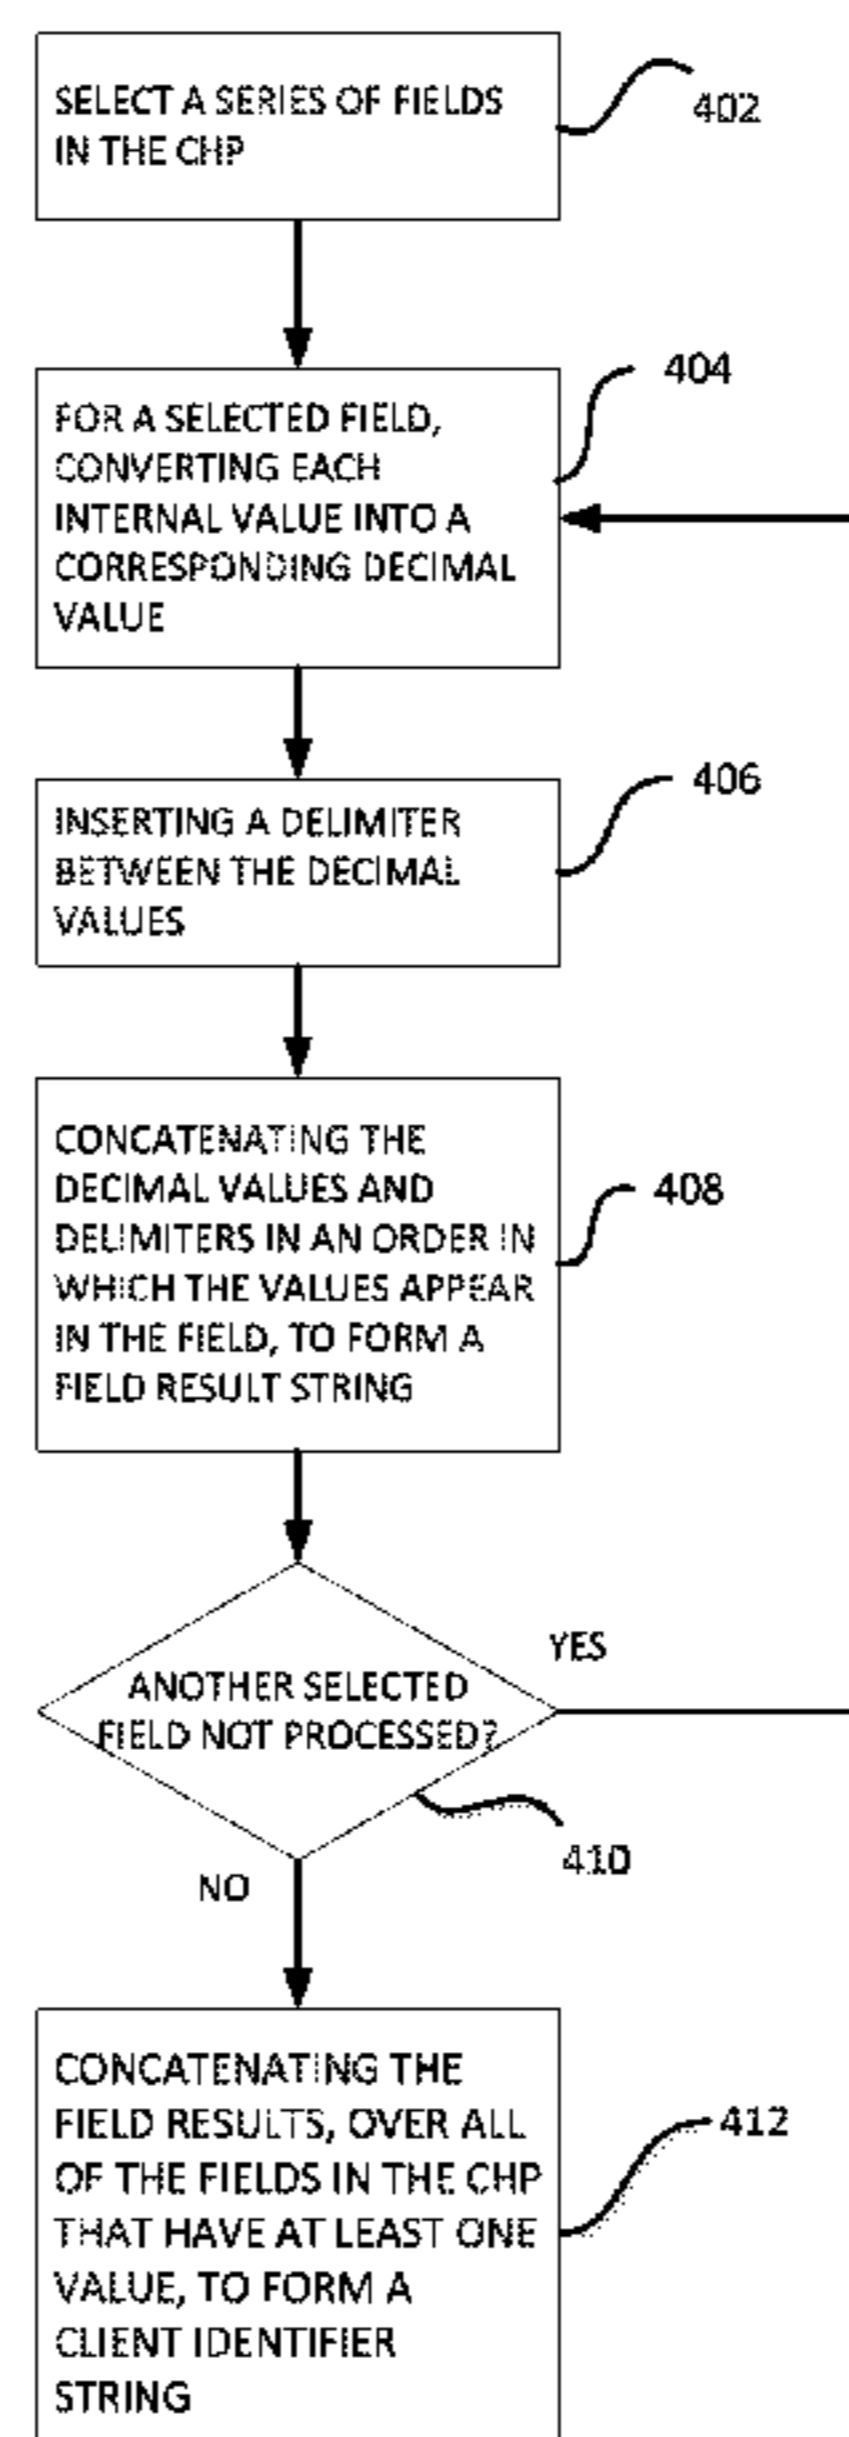 SELECT A SERIES OF FIELDS
IN THE CHP
402
FOR A SELECTED FIELD,
CONVERTING EACH
INTERNAL VALUE INTO A
CORRESPONDING DECIMAL
VALUE
404
INSERTING A DELIMITER
BETWEEN THE DECIMAL
VALUES
406
CONCATENATING THE
DECIMAL VALUES AND
DELIMITERS IN AN ORDER IN
WHICH THE VALUES APPEAR
IN THE FIELD, TO FORM A
FIELD RESULT STRING
408
ANOTHER SELECTED
FIELD NOT PROCESSED?
YES
410
NO
CONCATENATING THE
FIELD RESULTS, OVER ALL
OF THE FIELDS IN THE CHP
THAT HAVE AT LEAST ONE
VALUE, TO FORM A
CLIENT IDENTIFIER
STRING
412